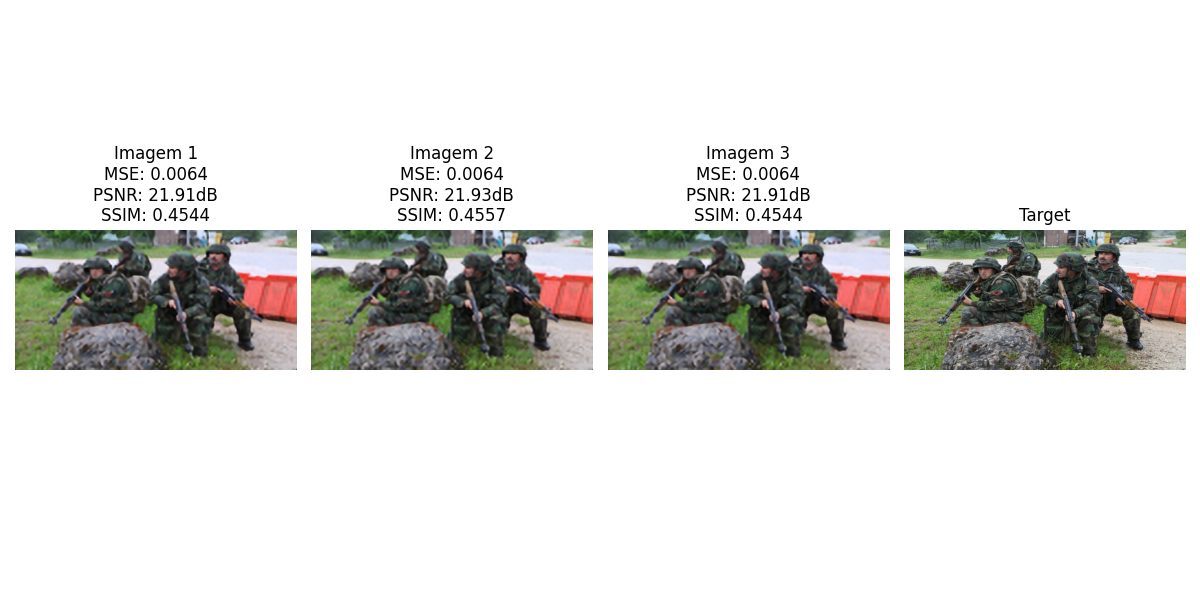 Imagem 1
MSE: 0.0064
PSNR: 21.91dB
SSIM: 0.4544
Imagem 2
MSE: 0.0064
PSNR: 21.93dB
SSIM: 0.4557
Imagem 3
MSE: 0.0064
PSNR: 21.91dB
SSIM: 0.4544
Target